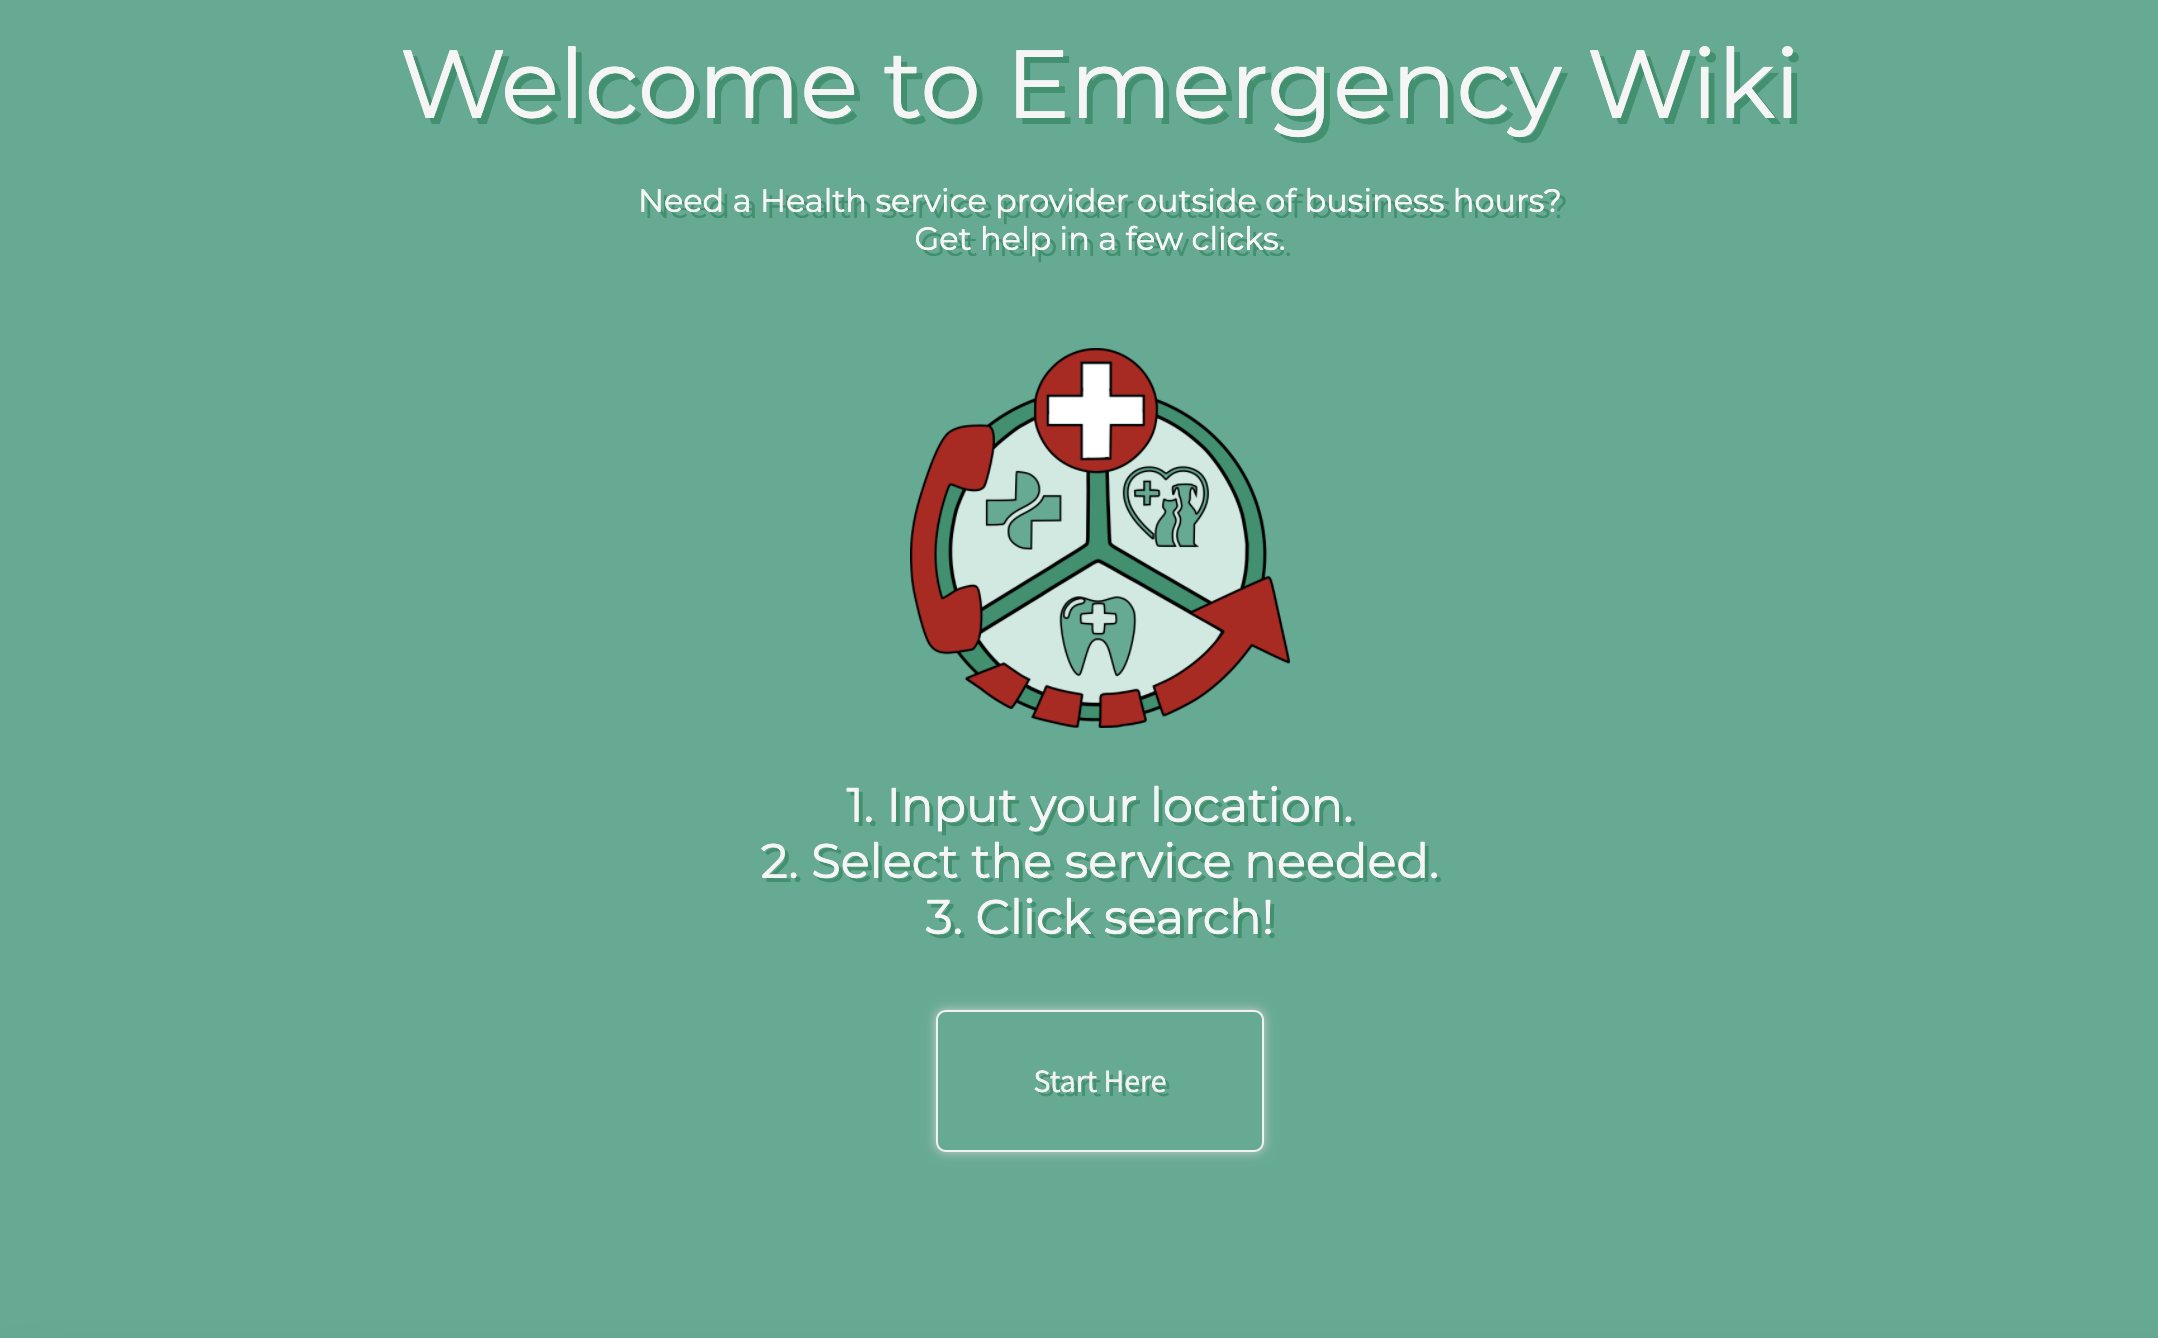 Welcome to Emergency Wiki
Need a Health service provider outside of business hours?
Get help in a few clicks.
1. Input your location.
2. Select the service needed.
3. Click search!
Start Here